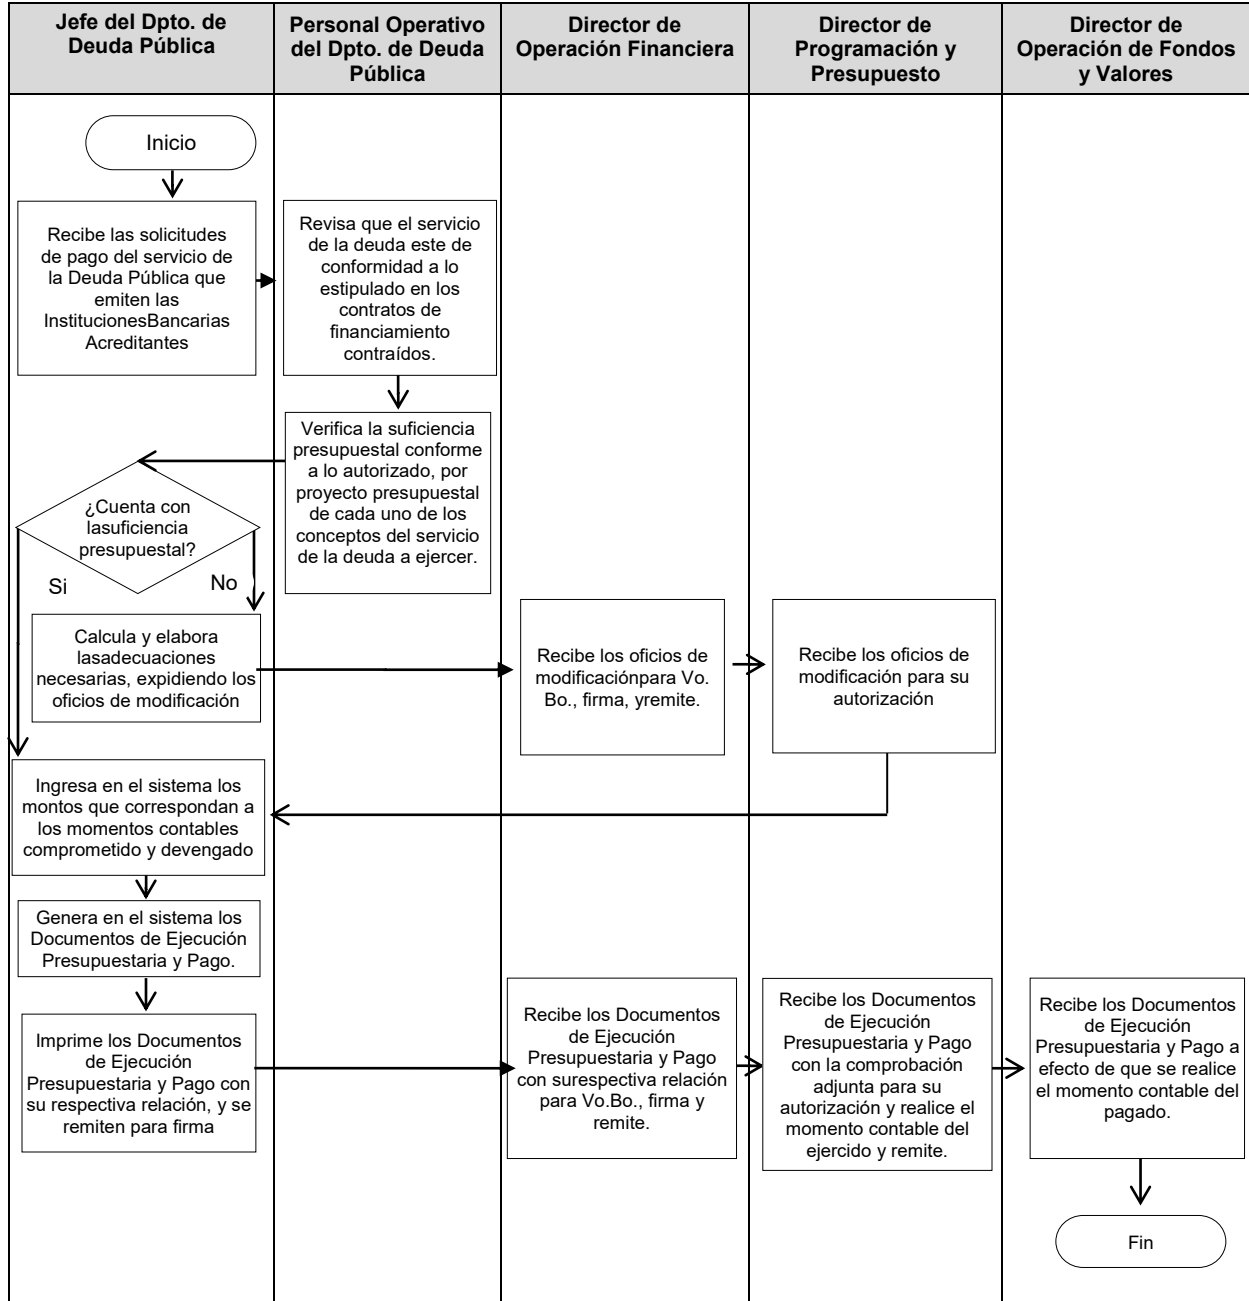 Jefe del Dpto. de
Deuda Pública
Personal Operativo
del Dpto. de Deuda
Pública
Director de
Operación Financiera
Director de
Programación y
Presupuesto
Director de
Operación de Fondos
y Valores
Inicio
Recibe las solicitudes
de pago del servicio de
la Deuda Pública que
emiten las
InstitucionesBancarias
Acreditantes
Revisa que el servicio
de la deuda este de
conformidad a lo
estipulado en los
contratos de
financiamiento
contraídos.
Verifica la suficiencia
presupuestal conforme
a lo autorizado, por
proyecto presupuestal
de cada uno de los
conceptos del servicio
de la deuda a ejercer.
¿Cuenta con
lasuficiencia
presupuestal?
Si
No
Calcula y elabora
lasadecuaciones
necesarias, expidiendo los
oficios de modificación
Recibe los oficios de
modificaciónpara Vo.
Bo., firma, yremite.
Recibe los oficios de
modificación para su
autorización
Ingresa en el sistema los
montos que correspondan a
los momentos contables
comprometido y devengado
Genera en el sistema los
Documentos de Ejecución
Presupuestaria y Pago.
Imprime los Documentos
de Ejecución
Presupuestaria y Pago con
su respectiva relación, y se
remiten para firma
Recibe los Documentos
de Ejecución
Presupuestaria y Pago
con surespectiva relación
para Vo.Bo., firma y
remite.
Recibe los Documentos
de Ejecución
Presupuestaria y Pago
con la comprobación
adjunta para su
autorización y realice el
momento contable del
ejercido y remite.
Recibe los Documentos
de Ejecución
Presupuestaria y Pago a
efecto de que se realice
el momento contable del
pagado.
Fin